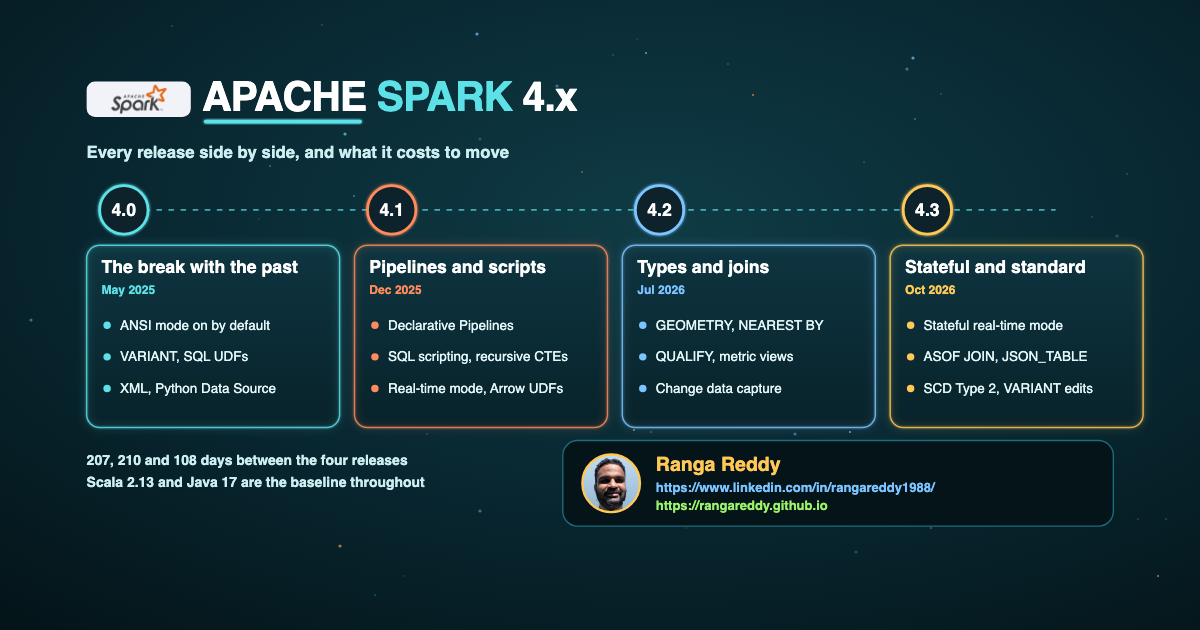 APACHE
Spark
APACHE SPARK 4.x
Every release side by side, and what it costs to move
4.0
4.1
4.2
4.3
The break with the past
May 2025
ANSI mode on by default
VARIANT, SQL UDFs
XML, Python Data Source
Pipelines and scripts
Dec 2025
Declarative Pipelines
SQL scripting, recursive CTEs
Real-time mode, Arrow UDFs
Types and joins
Jul 2026
GEOMETRY, NEAREST BY
QUALIFY, metric views
Change data capture
Stateful and standard
Oct 2026
Stateful real-time mode
ASOF JOIN, JSON_TABLE
SCD Type 2, VARIANT edits
207, 210 and 108 days between the four releases
Scala 2.13 and Java 17 are the baseline throughout
Ranga Reddy
https://www.linkedin.com/in/rangareddy1988/
https://rangareddy.github.io